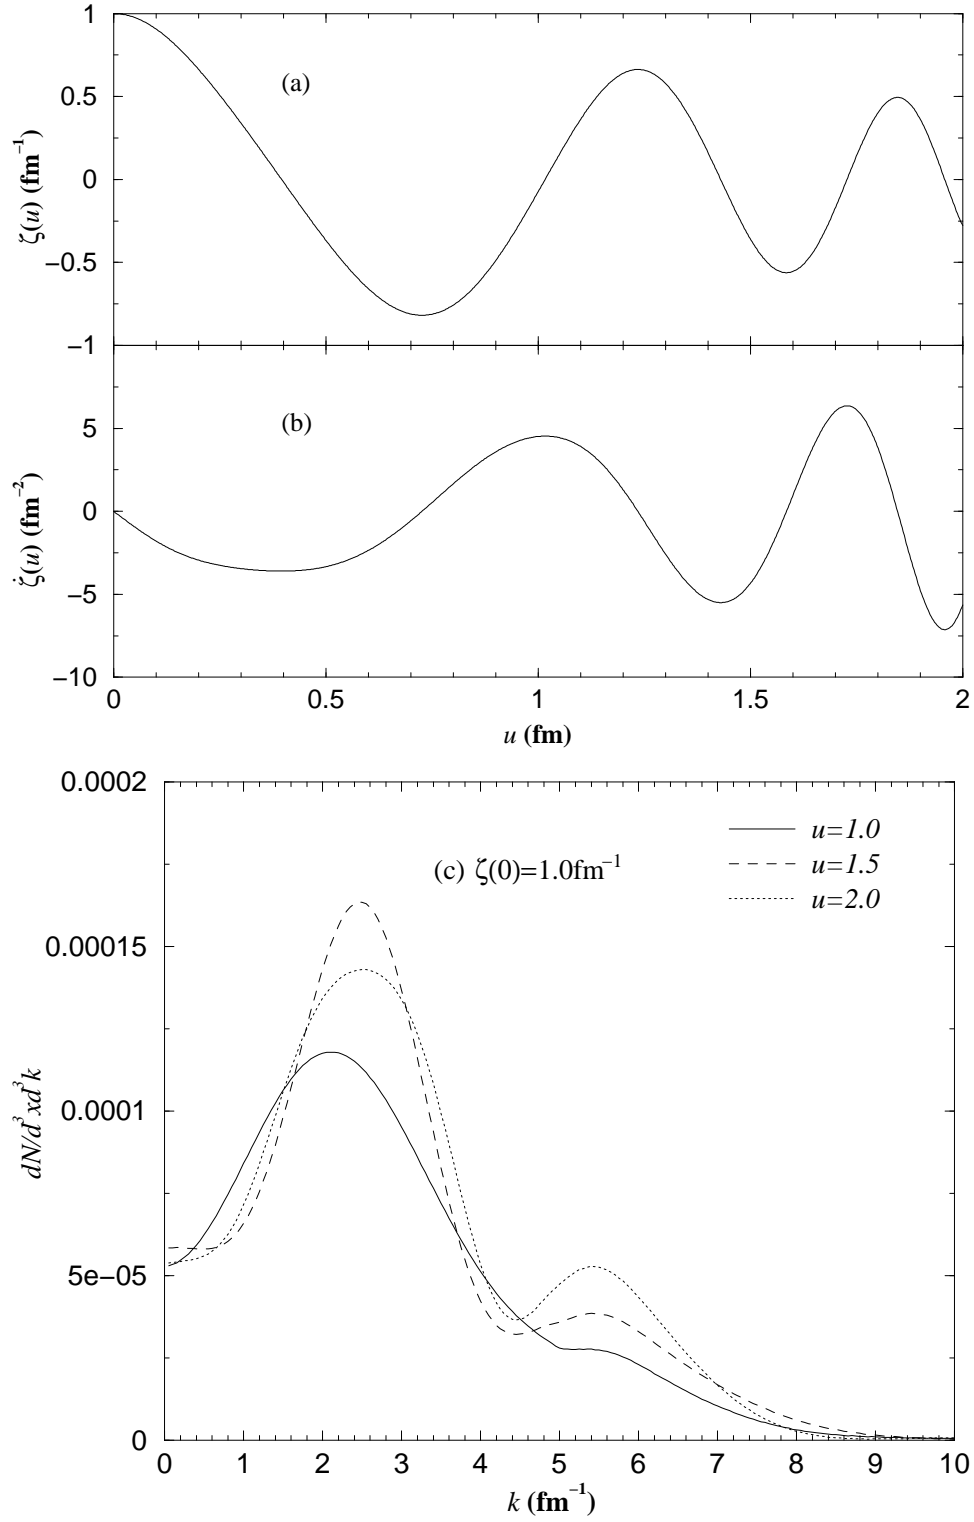 1
0.5
0
−0.5
−1
ζ(u) (fm⁻¹)
(a)
5
0
−5
−10
ζ̇(u) (fm⁻²)
(b)
0 0.5 1 1.5 2
u (fm)
0.0002
0.00015
0.0001
5e−05
0
dN/d³xd³k
(c) ζ(0)=1.0fm⁻¹
u=1.0
u=1.5
u=2.0
0 1 2 3 4 5 6 7 8 9 10
k (fm⁻¹)